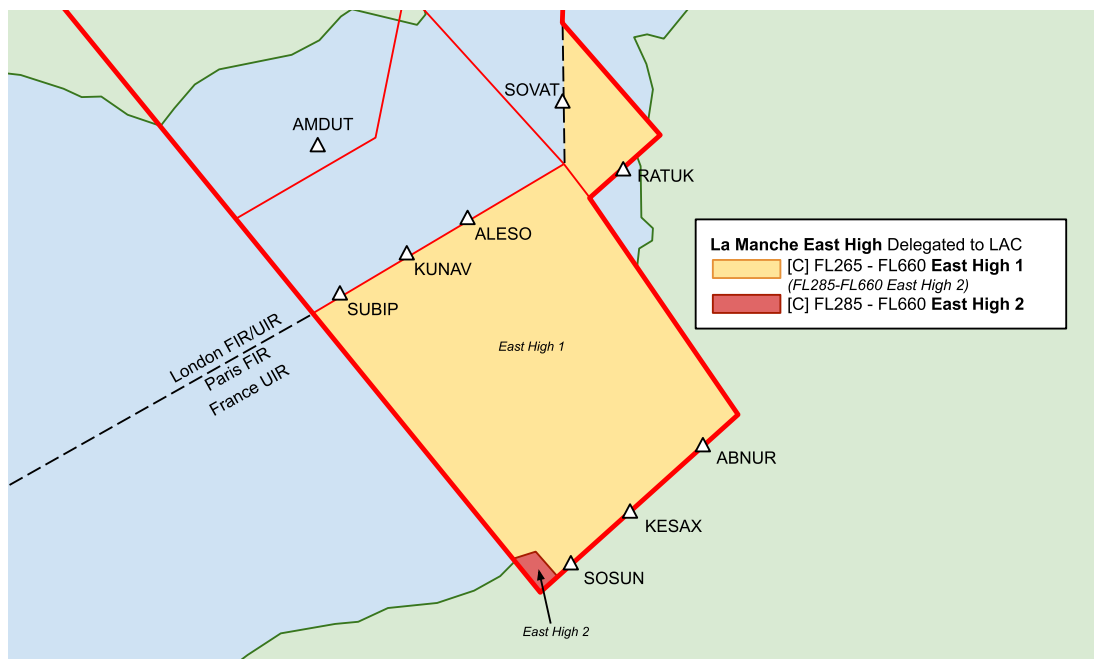 SOVAT
AMDUT
RATUK
ALESO
KUNAV
SUBIP
La Manche East High Delegated to LAC
[C] FL265 - FL660 East High 1
(FL285-FL660 East High 2)
[C] FL285 - FL660 East High 2
London FIR/UIR
Paris FIR
France UIR
East High 1
ABNUR
KESAX
SOSUN
East High 2